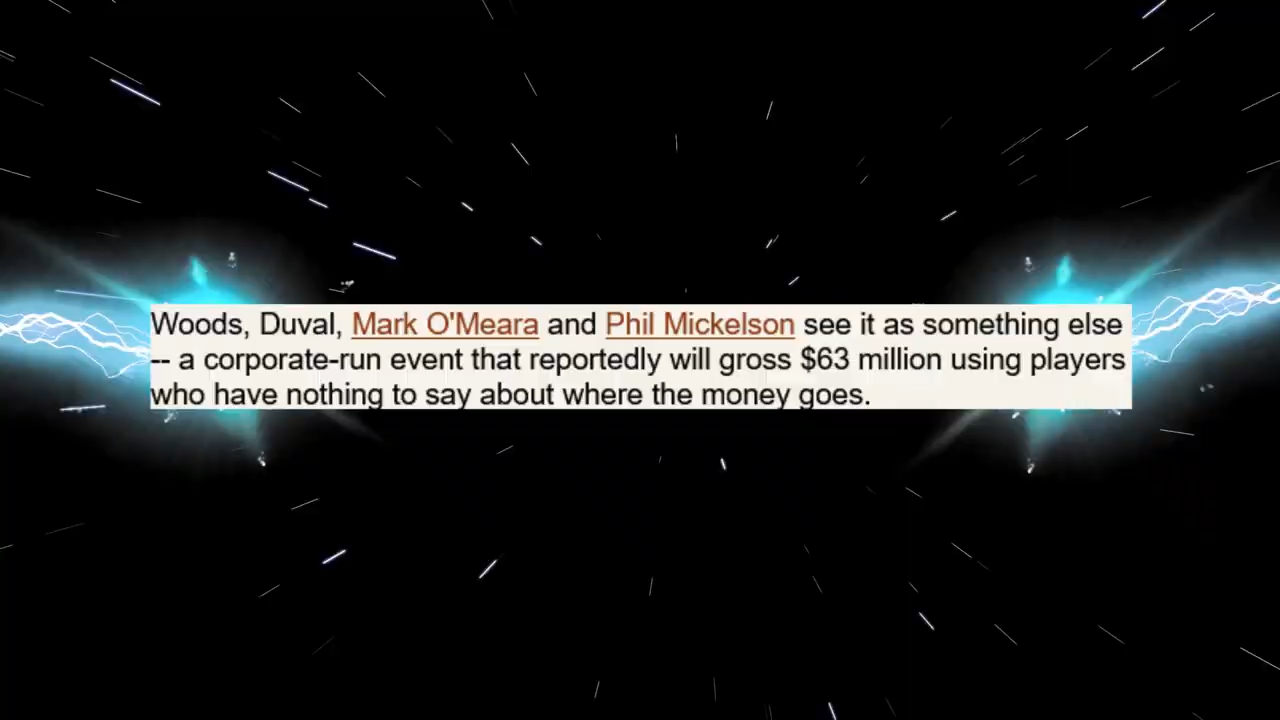 Woods, Duval, Mark O'Meara and Phil Mickelson see it as something else
-- a corporate-run event that reportedly will gross $63 million using players
who have nothing to say about where the money goes.